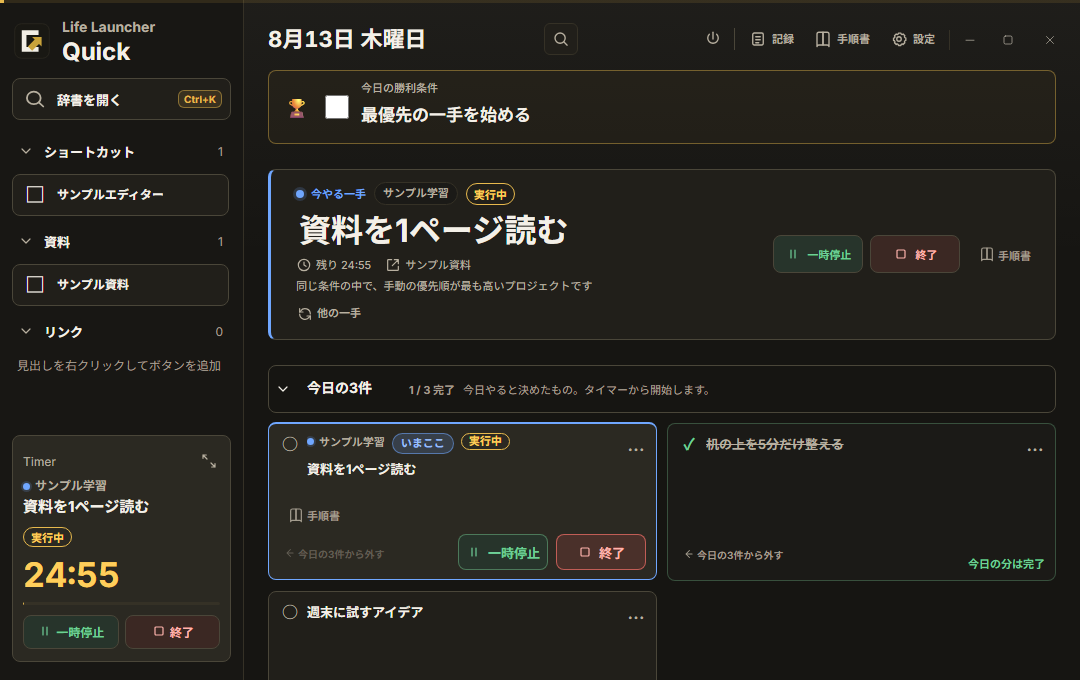 Life Launcher
Quick
辞書を開く Ctrl+K
ショートカット 1
サンプルエディター
資料 1
サンプル資料
リンク 0
見出しを右クリックしてボタンを追加
Timer
サンプル学習
資料を1ページ読む
実行中
24:55
一時停止 終了
8月13日 木曜日
記録 手順書 設定
今日の勝利条件
最優先の一手を始める
今やる一手 サンプル学習 実行中
資料を1ページ読む
残り 24:55 サンプル資料
同じ条件の中で、手動の優先順が最も高いプロジェクトです
他の一手
一時停止 終了 手順書
今日の3件 1 / 3 完了 今日やると決めたもの。タイマーから開始します。
サンプル学習 いまここ 実行中
資料を1ページ読む
手順書
← 今日の3件から外す 一時停止 終了
机の上を5分だけ整える
← 今日の3件から外す
今日の分は完了
週末に試すアイデア